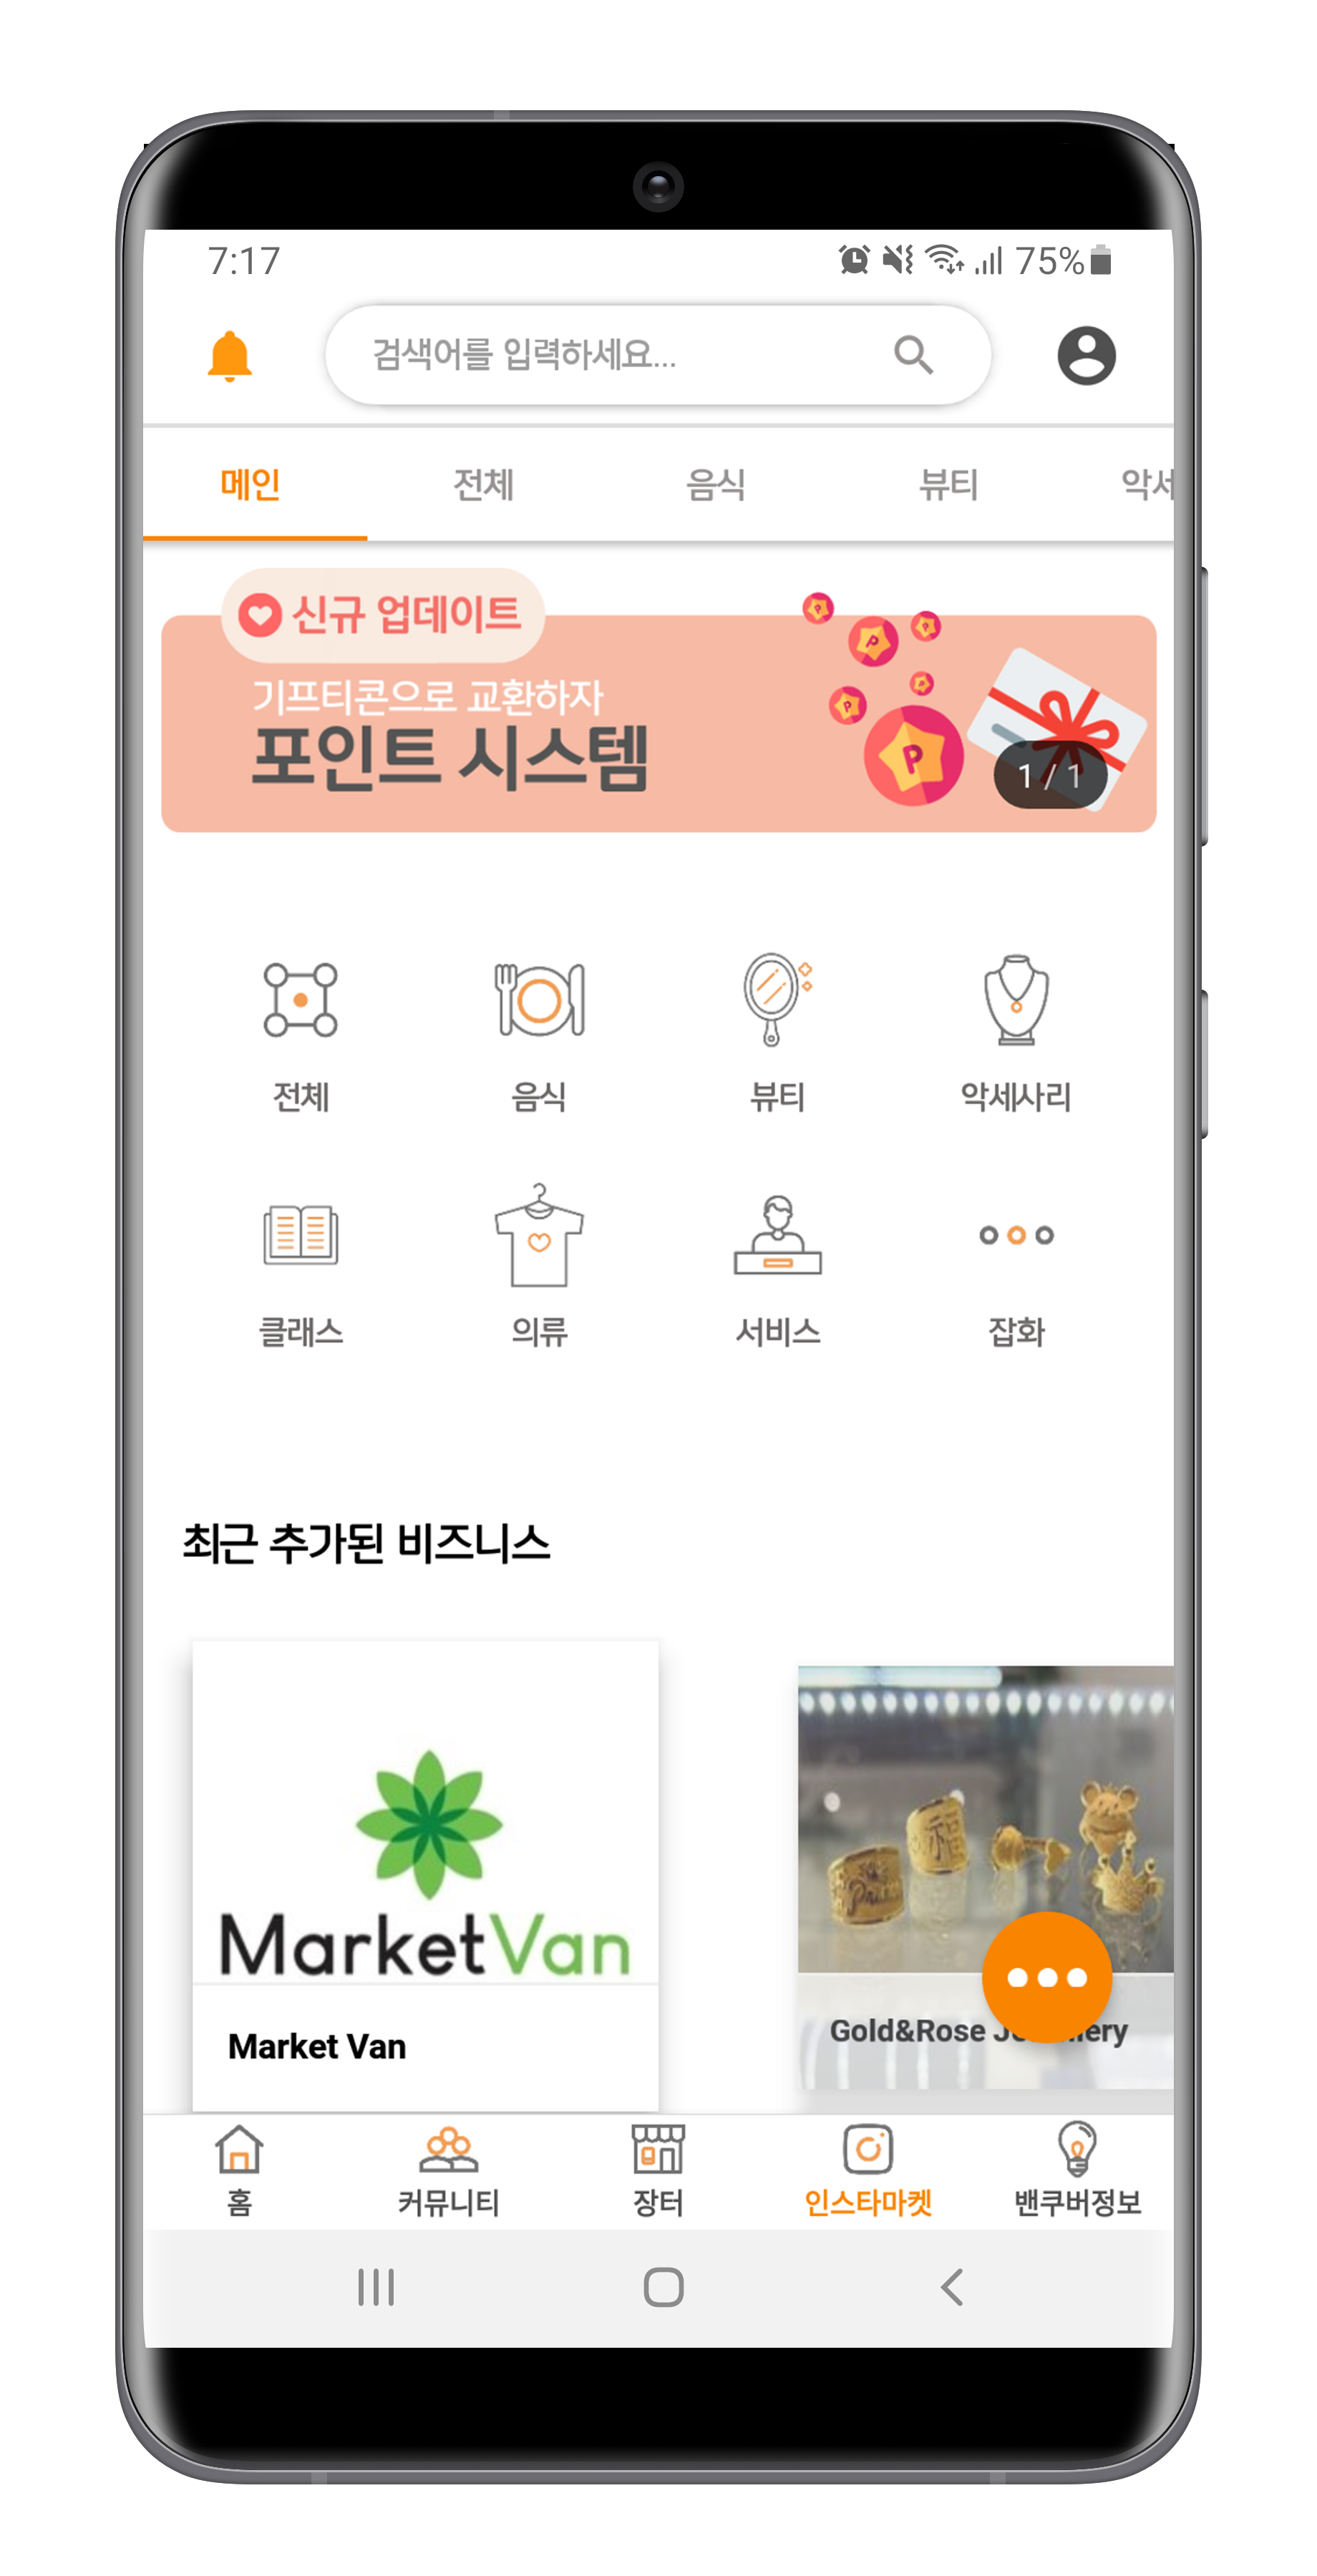 7:17 75%
검색어를 입력하세요...
메인 전체 음식 뷰티 악세
신규 업데이트
기프티콘으로 교환하자
포인트 시스템
P P P P P P
1 / 1
전체 음식 뷰티 악세사리
클래스 의류 서비스 잡화
최근 추가된 비즈니스
MarketVan
福
Market Van
Gold&Rose
홈 커뮤니티 장터 인스타마켓 밴쿠버정보